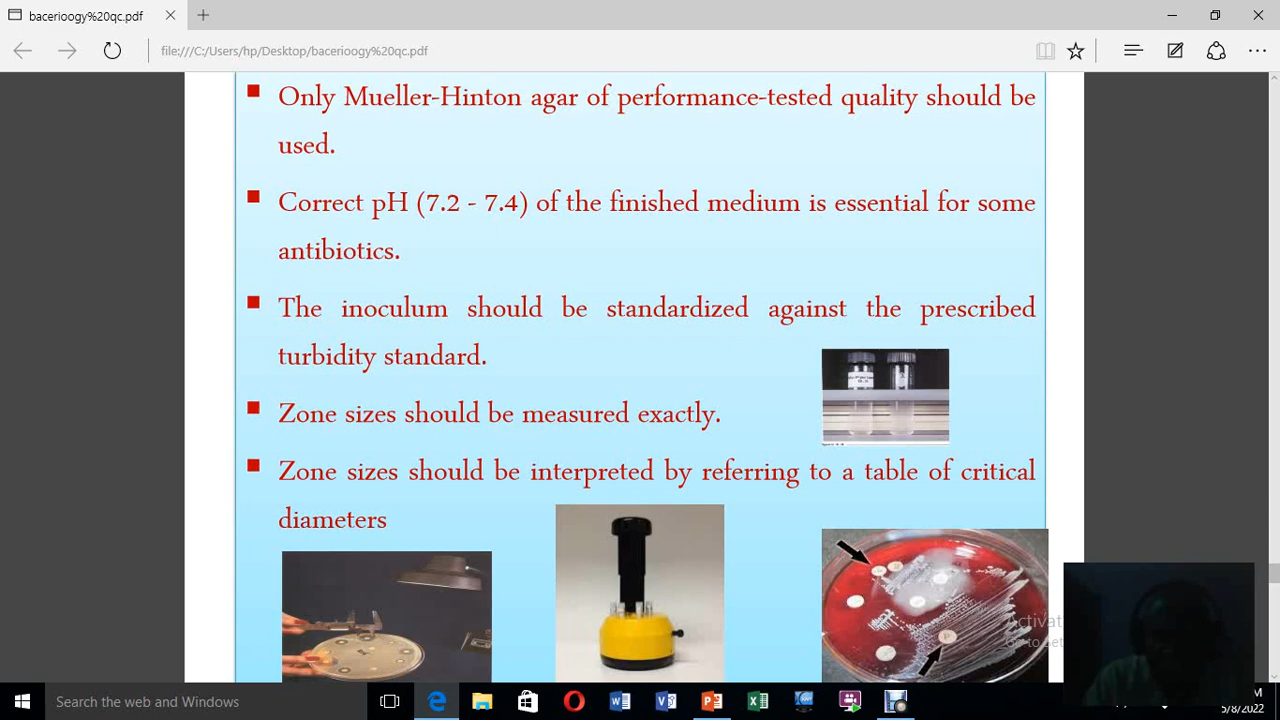 bacerioogy%20qc.pdf
file:///C:/Users/hp/Desktop/bacerioogy%20qc.pdf
Only Mueller-Hinton agar of performance-tested quality should be
used.
Correct pH (7.2 - 7.4) of the finished medium is essential for some
antibiotics.
The inoculum should be standardized against the prescribed
turbidity standard.
Zone sizes should be measured exactly.
Zone sizes should be interpreted by referring to a table of critical
diameters
Activat
Search the web and Windows
5/8/2022